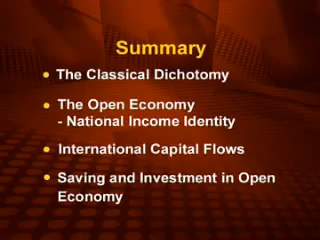 Summary
• The Classical Dichotomy
• The Open Economy
- National Income Identity
• International Capital Flows
• Saving and Investment in Open
Economy